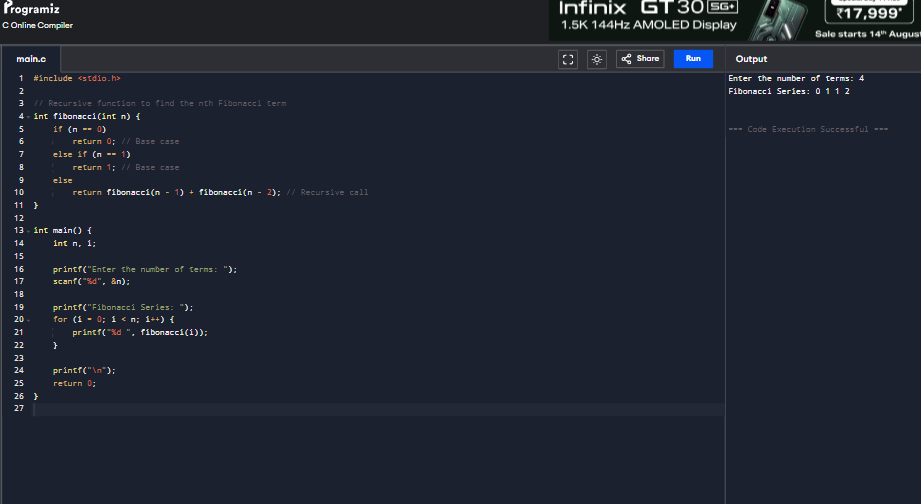 Programiz
C Online Compiler
Infinix GT 30 5G+
1.5K 144Hz AMOLED Display
₹17,999*
Sale starts 14th August
main.c
Share
Run
Output
1 #include <stdio.h>
2
3 // Recursive function to find the nth Fibonacci term
4 int fibonacci(int n) {
5 if (n == 0)
6 return 0; // Base case
7 else if (n == 1)
8 return 1; // Base case
9 else
10 return fibonacci(n - 1) + fibonacci(n - 2); // Recursive call
11 }
12
13 int main() {
14 int n, i;
15
16 printf("Enter the number of terms: ");
17 scanf("%d", &n);
18
19 printf("Fibonacci Series: ");
20 for (i = 0; i < n; i++) {
21 printf("%d ", fibonacci(i));
22 }
23
24 printf("\n");
25 return 0;
26 }
27
Enter the number of terms: 4
Fibonacci Series: 0 1 1 2
=== Code Execution Successful ===